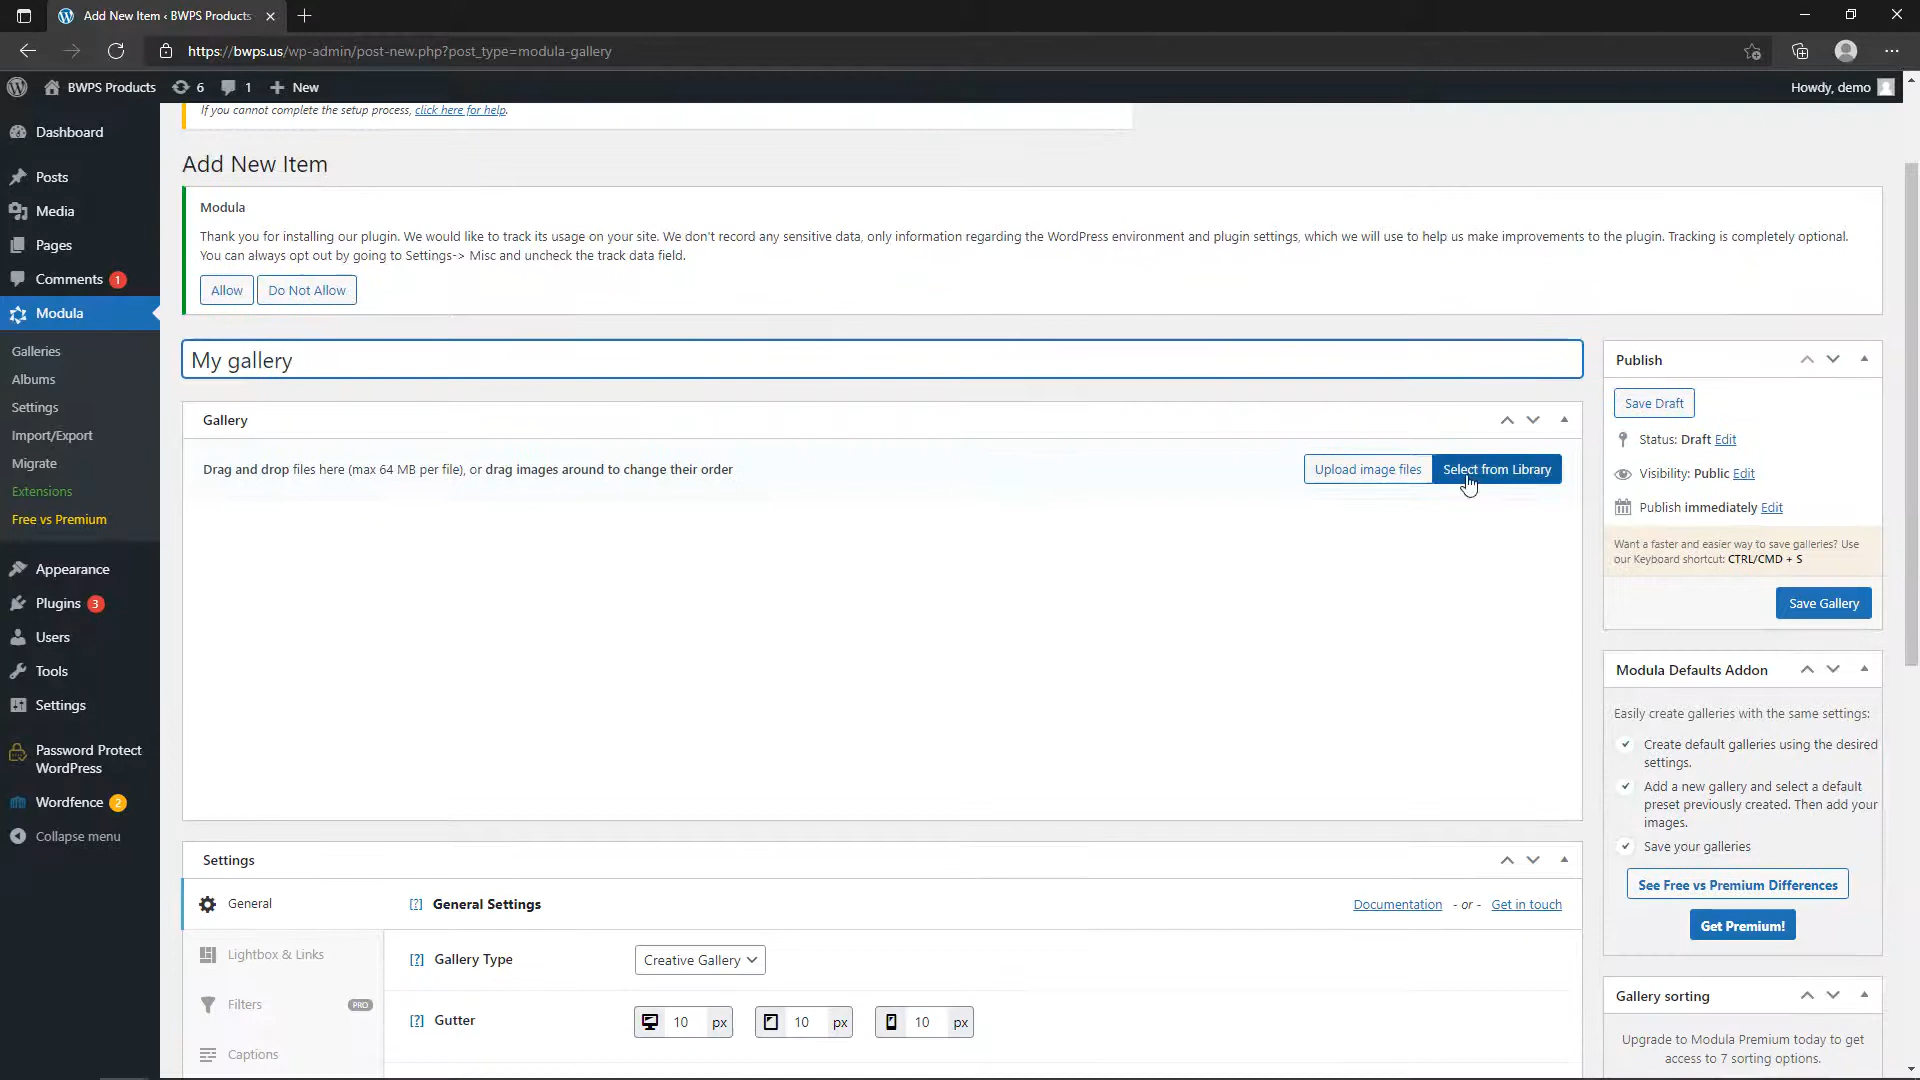 Add New Item ‹ BWPS Products
https://bwps.us/wp-admin/post-new.php?post_type=modula-gallery
BWPS Products
6
1
New
Howdy, demo
Dashboard
Posts
Media
Pages
Comments 1
Modula
Galleries
Albums
Settings
Import/Export
Migrate
Extensions
Free vs Premium
Appearance
Plugins 3
Users
Tools
Settings
Password Protect
WordPress
Wordfence 2
Collapse menu
If you cannot complete the setup process, click here for help.
Add New Item
Modula
Thank you for installing our plugin. We would like to track its usage on your site. We don't record any sensitive data, only information regarding the WordPress environment and plugin settings, which we will use to help us make improvements to the plugin. Tracking is completely optional.
You can always opt out by going to Settings-> Misc and uncheck the track data field.
Allow
Do Not Allow
My gallery
Gallery
Drag and drop files here (max 64 MB per file), or drag images around to change their order
Upload image files
Select from Library
Settings
General
Lightbox & Links
Filters PRO
Captions
[?] General Settings
Documentation - or - Get in touch
[?] Gallery Type
Creative Gallery
[?] Gutter
10 px
10 px
10 px
Publish
Save Draft
Status: Draft Edit
Visibility: Public Edit
Publish immediately Edit
Want a faster and easier way to save galleries? Use
our Keyboard shortcut: CTRL/CMD + S
Save Gallery
Modula Defaults Addon
Easily create galleries with the same settings:
Create default galleries using the desired
settings.
Add a new gallery and select a default
preset previously created. Then add your
images.
Save your galleries
See Free vs Premium Differences
Get Premium!
Gallery sorting
Upgrade to Modula Premium today to get
access to 7 sorting options.